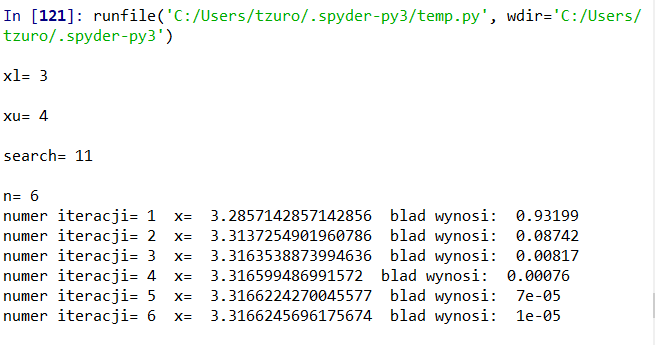 In [121]: runfile('C:/Users/tzuro/.spyder-py3/temp.py', wdir='C:/Users/
tzuro/.spyder-py3')
xl= 3
xu= 4
search= 11
n= 6
numer iteracji= 1  x=  3.2857142857142856  blad wynosi:  0.93199
numer iteracji= 2  x=  3.3137254901960786  blad wynosi:  0.08742
numer iteracji= 3  x=  3.3163538873994636  blad wynosi:  0.00817
numer iteracji= 4  x=  3.316599486991572  blad wynosi:  0.00076
numer iteracji= 5  x=  3.3166224270045577  blad wynosi:  7e-05
numer iteracji= 6  x=  3.3166245696175674  blad wynosi:  1e-05